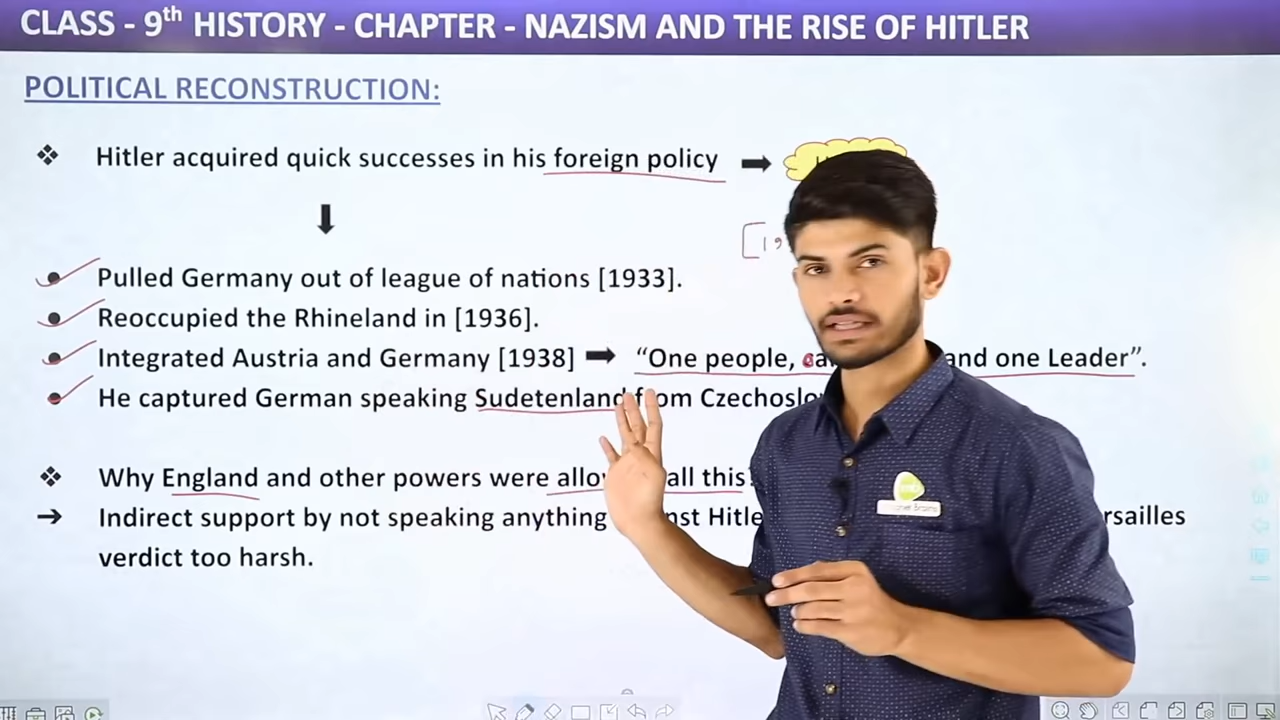 CLASS - 9th HISTORY - CHAPTER - NAZISM AND THE RISE OF HITLER
POLITICAL RECONSTRUCTION:
❖ Hitler acquired quick successes in his foreign policy ➡
⬇
● Pulled Germany out of league of nations [1933].
● Reoccupied the Rhineland in [1936].
● Integrated Austria and Germany [1938] ➡ “One people, and one Leader”.
● He captured German speaking Sudetenland from
❖ Why England and other powers were all this
→ Indirect support by not speaking anything
verdict too harsh.